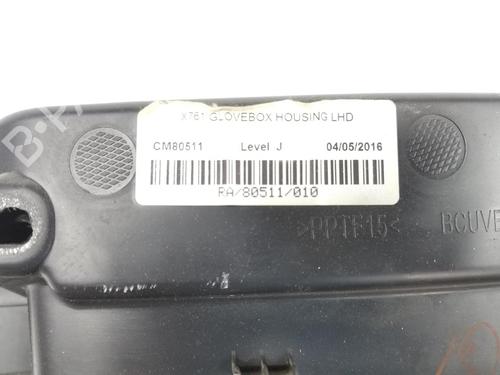 X761 GLOVEBOX HOUSING LHD
CM80511 Level J 04/05/2016
RA/80511/010
>PPTF15<
BCUVE